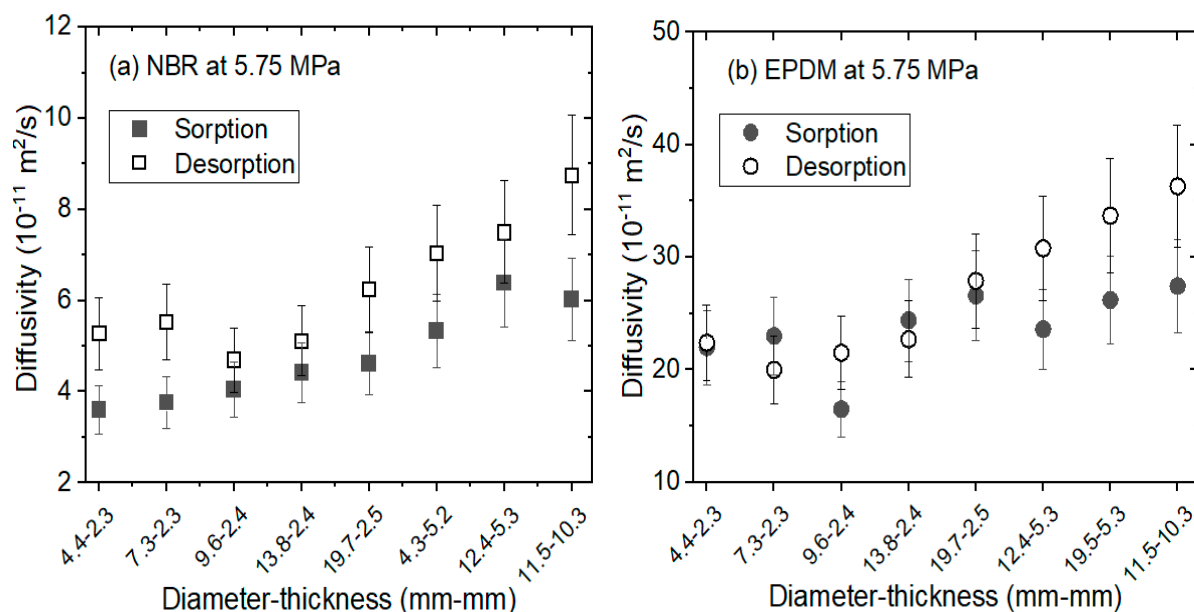 (a) NBR at 5.75 MPa
Sorption
Desorption
Diffusivity (10⁻¹¹ m²/s)
12
10
8
6
4
2
4.4-2.3
7.3-2.3
9.6-2.4
13.8-2.4
19.7-2.5
4.3-5.2
12.4-5.3
11.5-10.3
Diameter-thickness (mm-mm)
(b) EPDM at 5.75 MPa
Sorption
Desorption
Diffusivity (10⁻¹¹ m²/s)
50
40
30
20
10
4.4-2.3
7.3-2.3
9.6-2.4
13.8-2.4
19.7-2.5
12.4-5.3
19.5-5.3
11.5-10.3
Diameter-thickness (mm-mm)